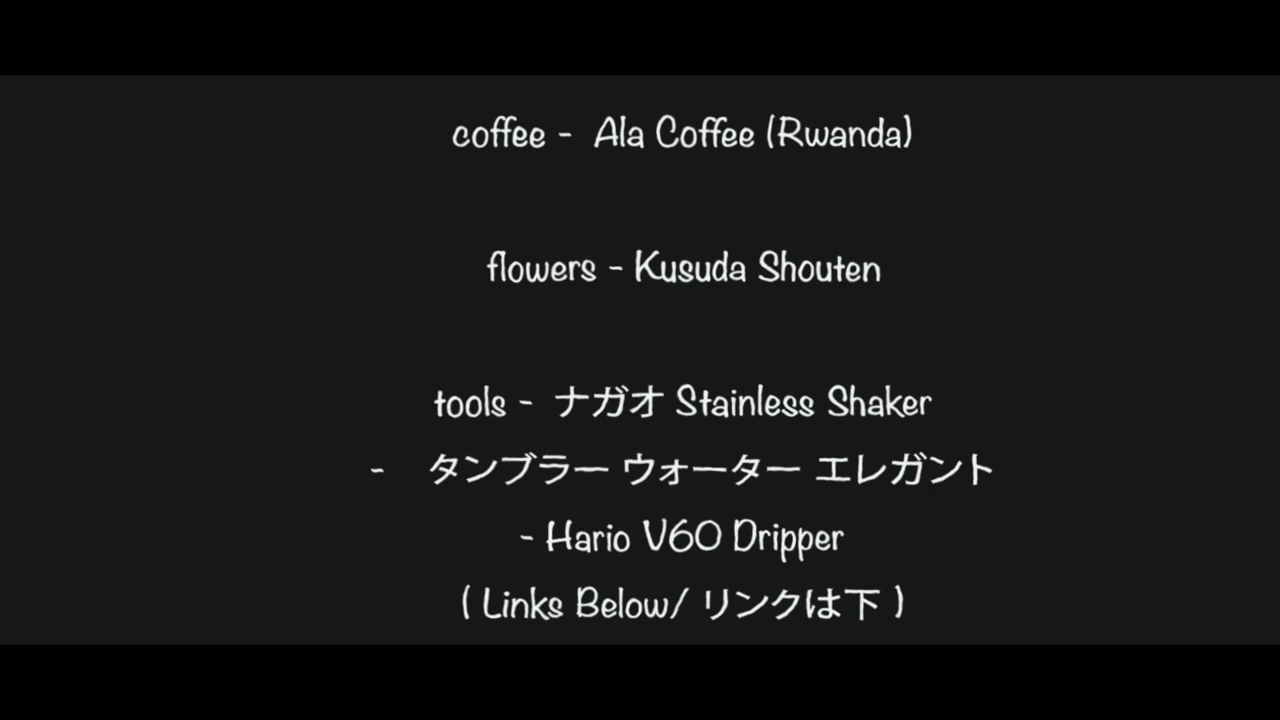 coffee - Ala Coffee (Rwanda)
flowers - Kusuda Shouten
tools - ナガオ Stainless Shaker
- タンブラー ウォーター エレガント
- Hario V60 Dripper
( Links Below/ リンクは下 )